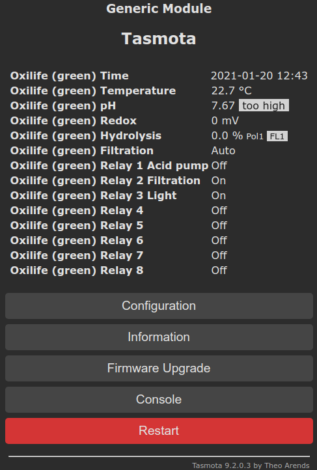 Generic Module
Tasmota
Oxilife (green) Time 2021-01-20 12:43
Oxilife (green) Temperature 22.7 °C
Oxilife (green) pH 7.67 too high
Oxilife (green) Redox 0 mV
Oxilife (green) Hydrolysis 0.0 % Pol1 FL1
Oxilife (green) Filtration Auto
Oxilife (green) Relay 1 Acid pump Off
Oxilife (green) Relay 2 Filtration On
Oxilife (green) Relay 3 Light On
Oxilife (green) Relay 4 Off
Oxilife (green) Relay 5 Off
Oxilife (green) Relay 6 Off
Oxilife (green) Relay 7 Off
Oxilife (green) Relay 8 Off
Configuration
Information
Firmware Upgrade
Console
Restart
Tasmota 9.2.0.3 by Theo Arends